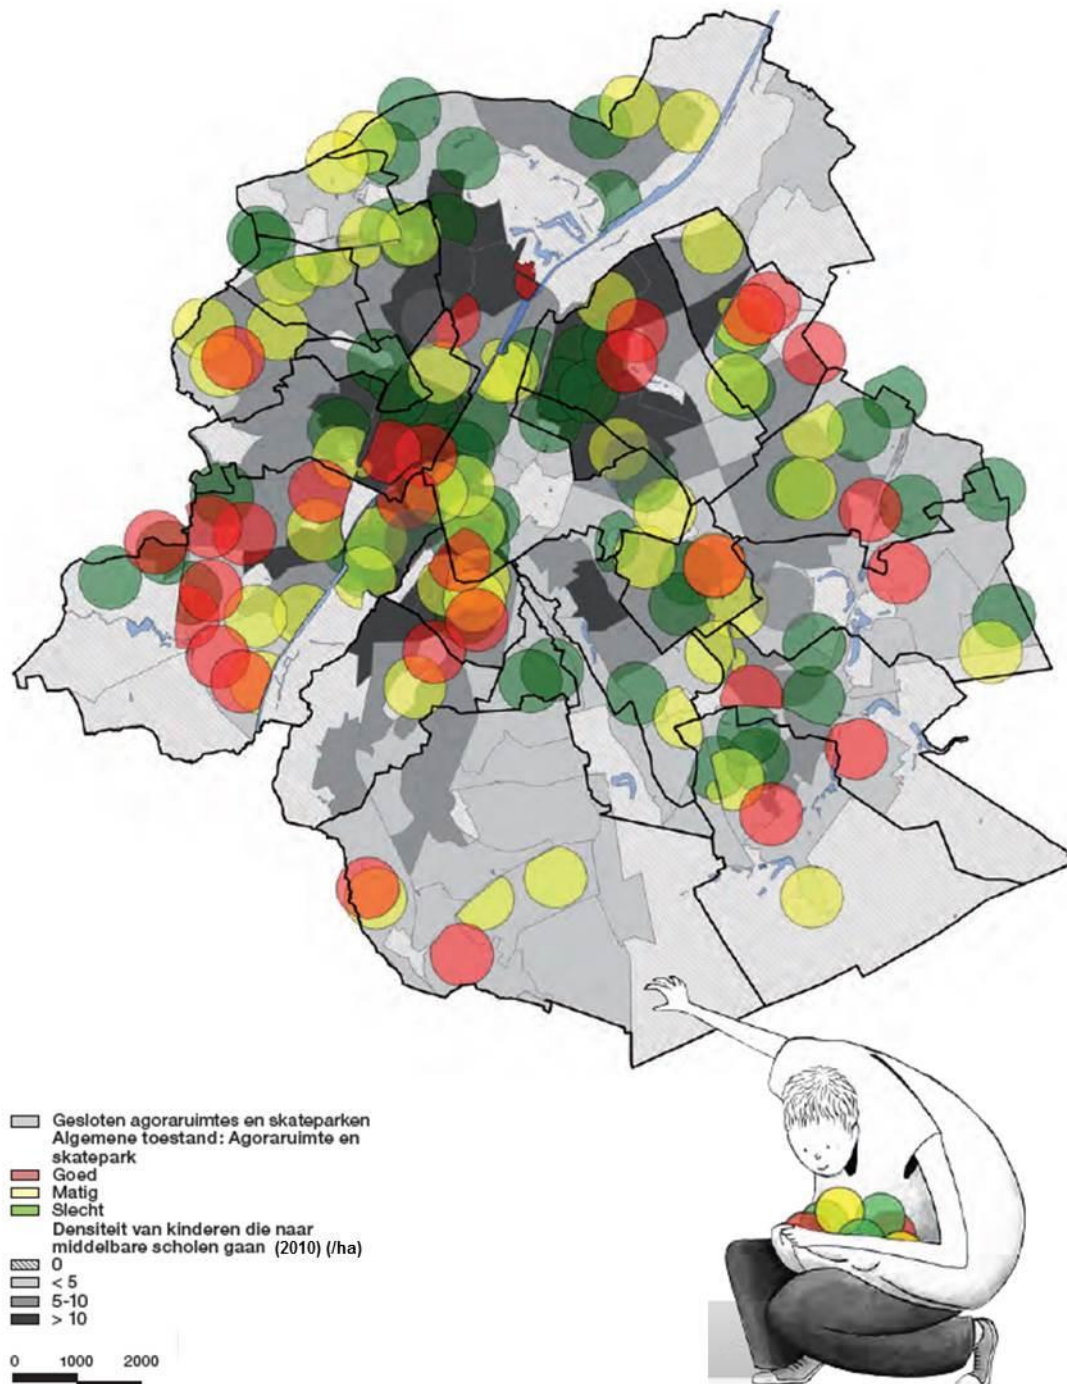 Gesloten agoraruimtes en skateparken
Algemene toestand: Agoraruimte en
skatepark
Goed
Matig
Slecht
Densiteit van kinderen die naar
middelbare scholen gaan (2010) (/ha)
0
< 5
5-10
> 10
0 1000 2000